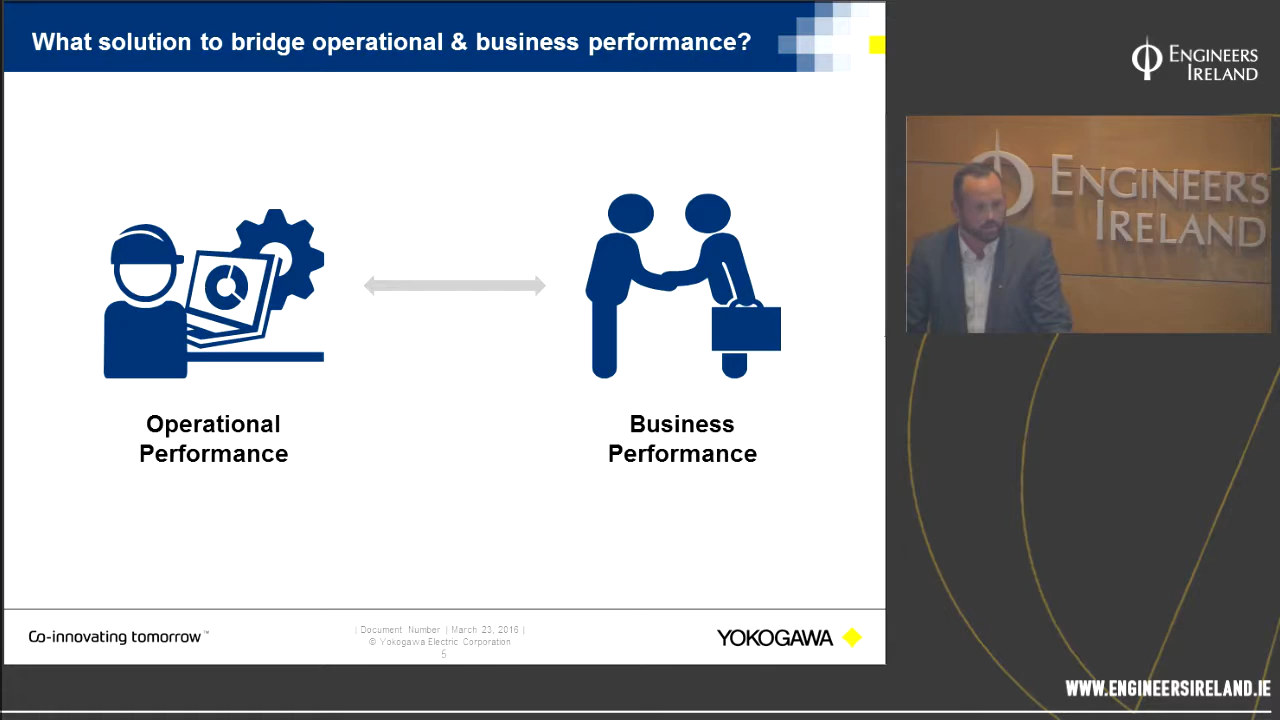 What solution to bridge operational & business performance?
Operational
Performance
Business
Performance
Co-innovating tomorrow™
| Document Number | March 23, 2016 |
© Yokogawa Electric Corporation
5
YOKOGAWA
ENGINEERS
IRELAND
ENGINEERS
IRELAND
WWW.ENGINEERSIRELAND.IE